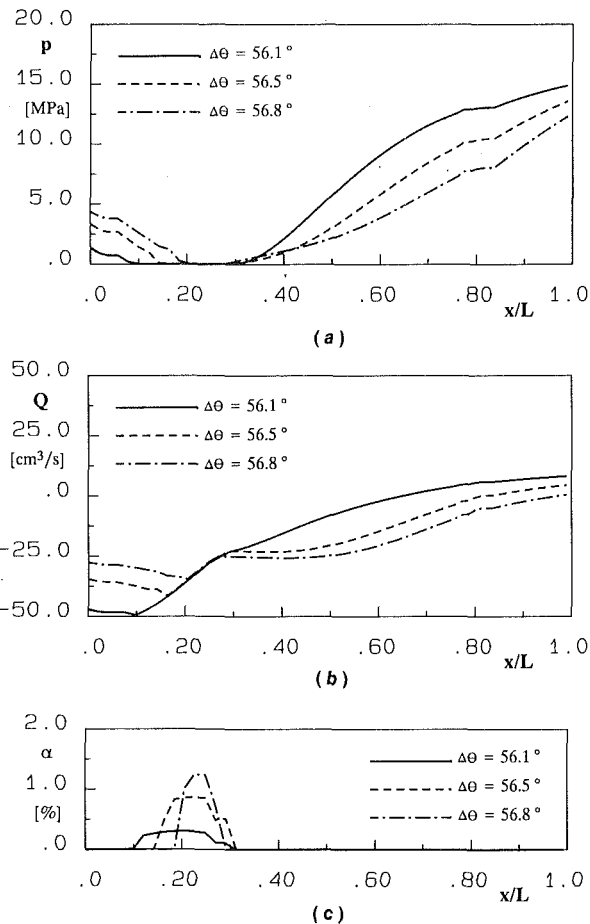 20.0
p
Δθ = 56.1°
15.0
Δθ = 56.5°
[MPa]
Δθ = 56.8°
10.0
5.0
.0
.0 .20 .40 .60 .80 1.0
x/L
(a)
50.0
Q
Δθ = 56.1°
25.0
Δθ = 56.5°
[cm³/s]
Δθ = 56.8°
.0
-25.0
-50.0
.0 .20 .40 .60 .80 1.0
x/L
(b)
2.0
α
Δθ = 56.1°
1.0
Δθ = 56.5°
[%]
Δθ = 56.8°
.0
.0 .20 .40 .60 .80 1.0
x/L
(c)